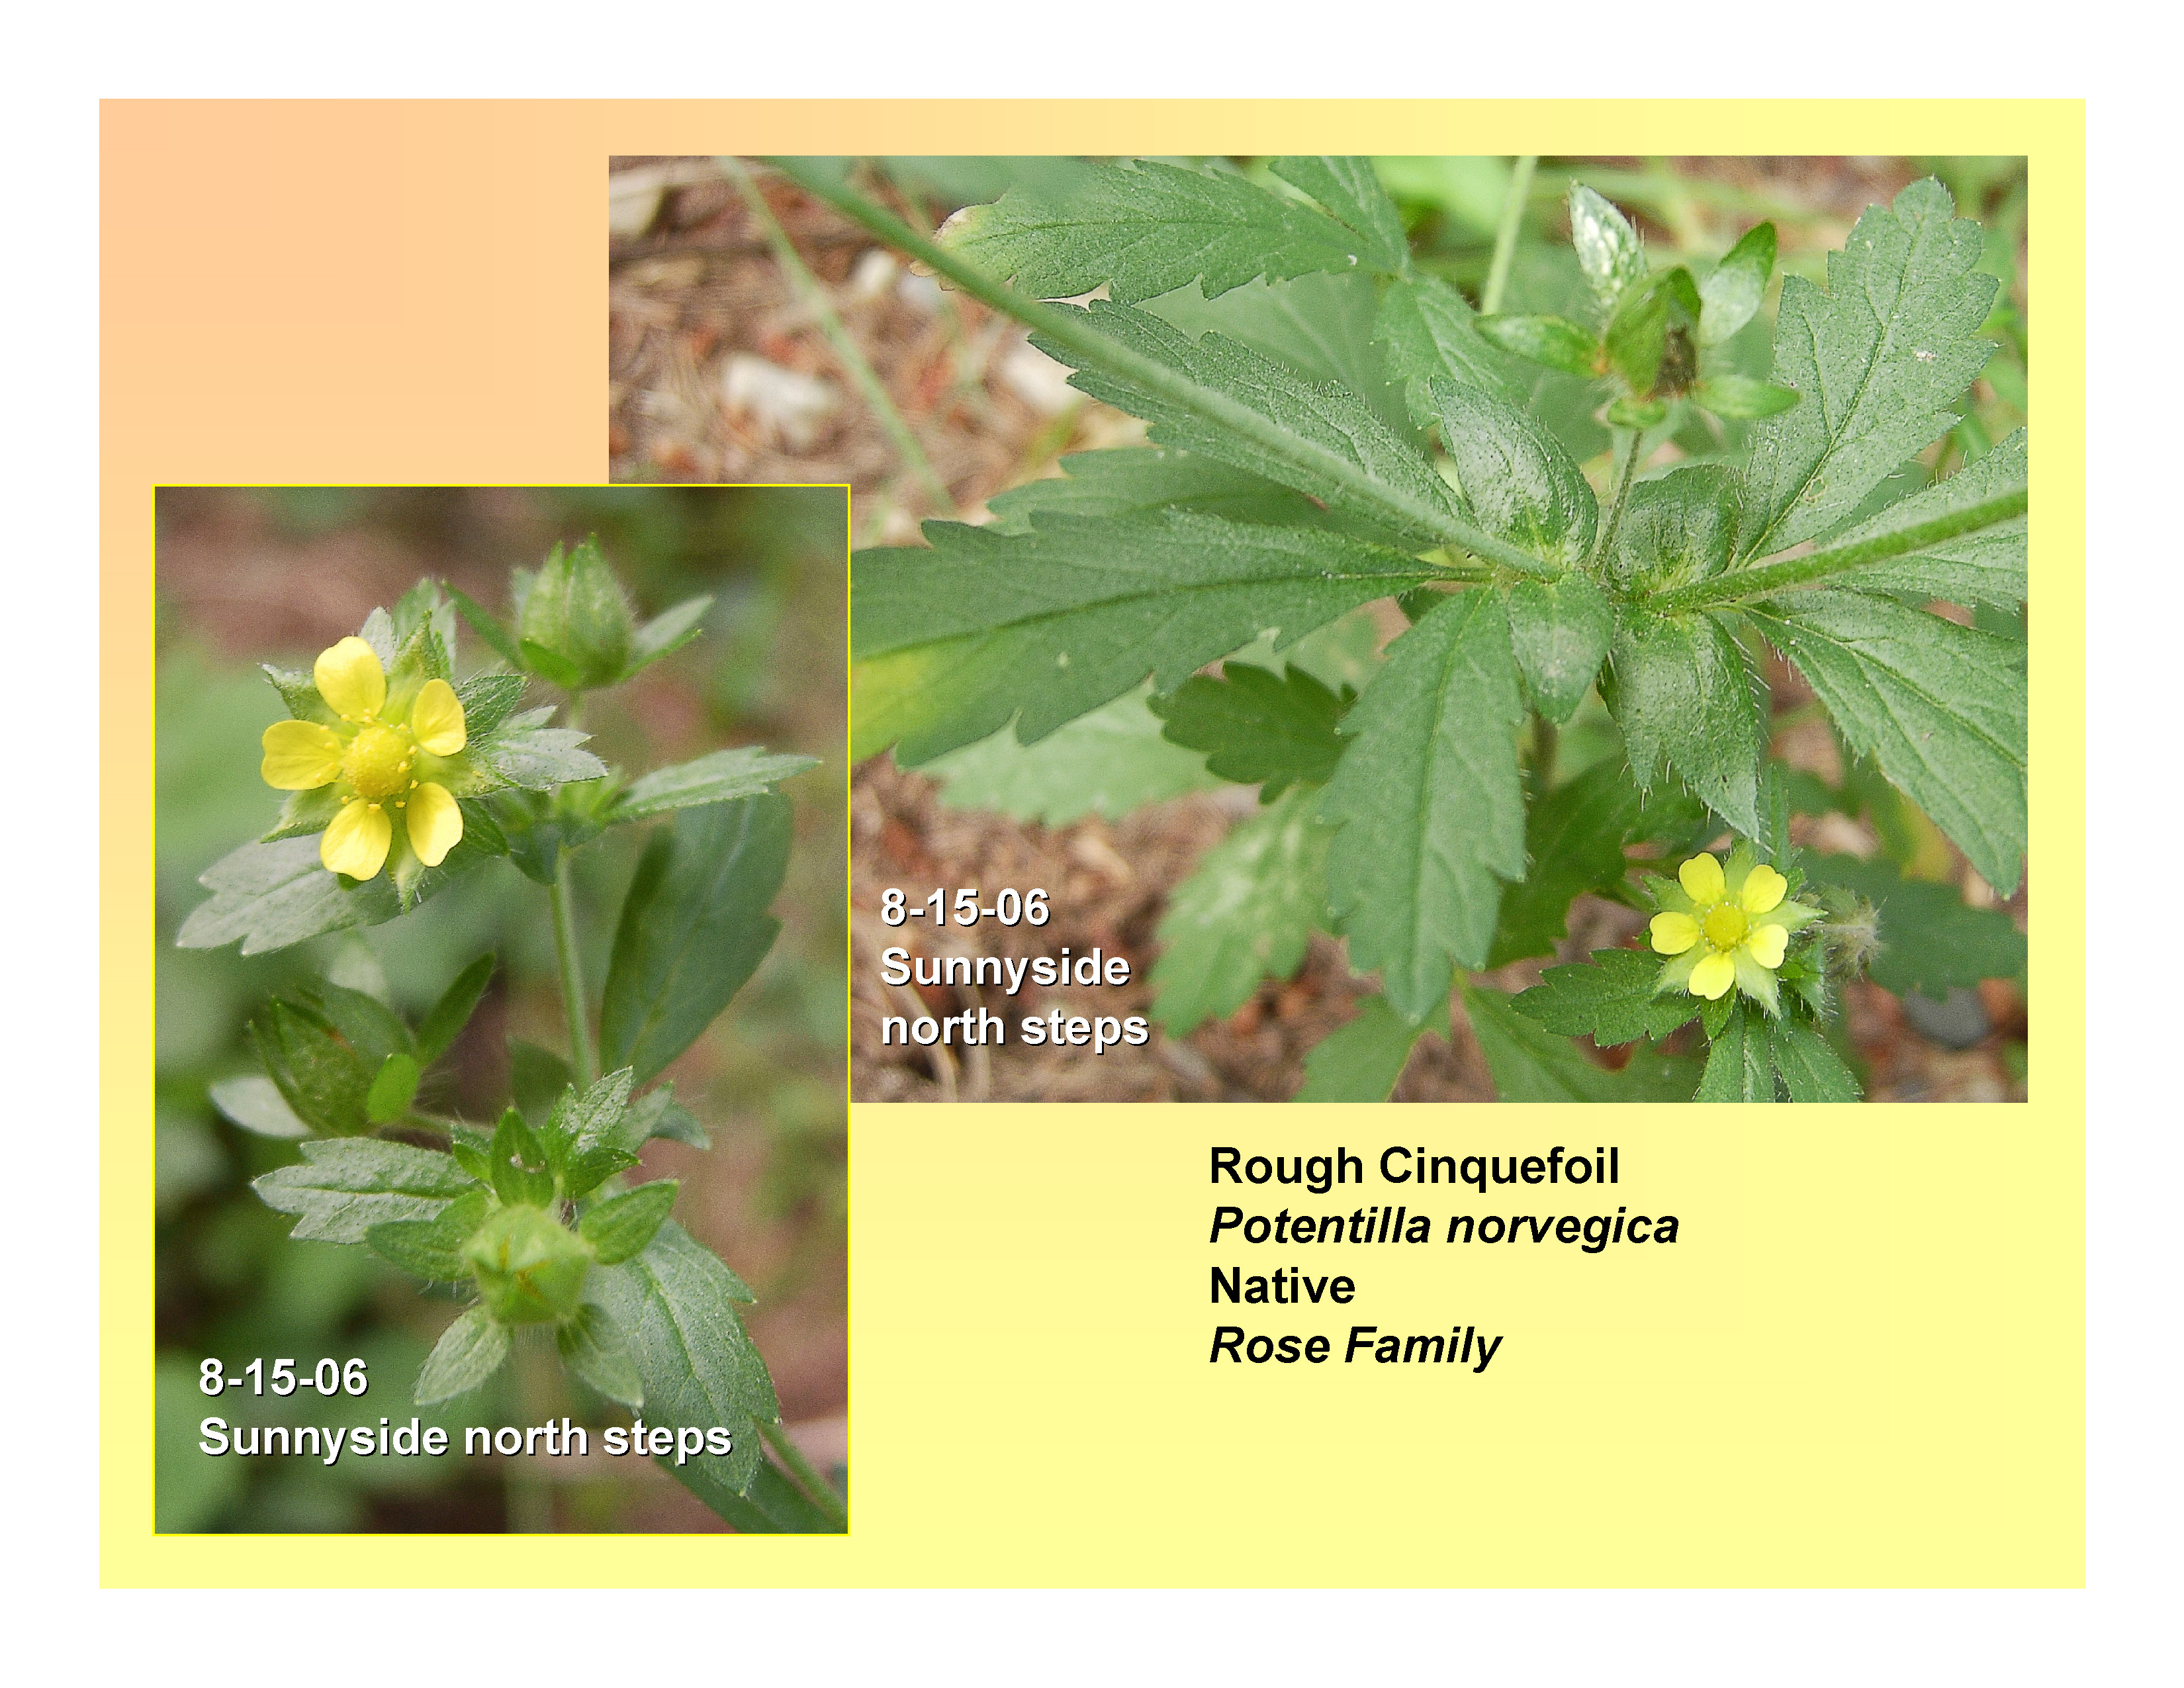 8-15-06
Sunnyside
north steps
8-15-06
Sunnyside north steps
Rough Cinquefoil
Potentilla norvegica
Native
Rose Family